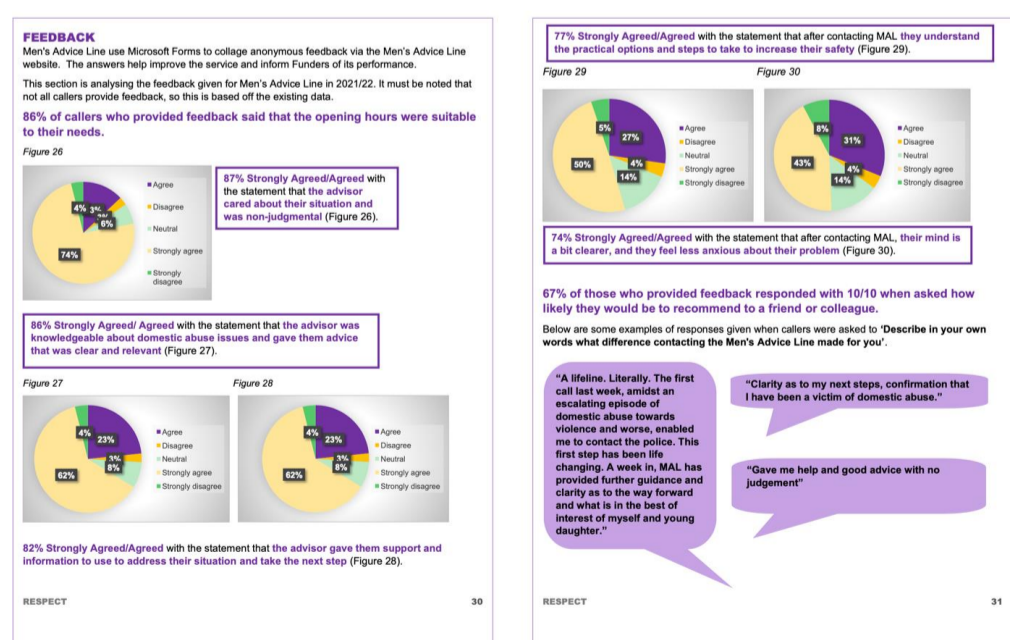 FEEDBACK
Men's Advice Line use Microsoft Forms to collage anonymous feedback via the Men's Advice Line
website. The answers help improve the service and inform Funders of its performance.
This section is analysing the feedback given for Men's Advice Line in 2021/22. It must be noted that
not all callers provide feedback, so this is based off the existing data.
86% of callers who provided feedback said that the opening hours were suitable
to their needs.
Figure 26
4%
3%
6%
74%
Agree
Disagree
Neutral
Strongly agree
Strongly
disagree
87% Strongly Agreed/Agreed with
the statement that the advisor
cared about their situation and
was non-judgmental (Figure 26).
86% Strongly Agreed/ Agreed with the statement that the advisor was
knowledgeable about domestic abuse issues and gave them advice
that was clear and relevant (Figure 27).
Figure 27
4%
23%
3%
8%
62%
Agree
Disagree
Neutral
Strongly agree
Strongly disagree
Figure 28
4%
23%
3%
8%
62%
Agree
Disagree
Neutral
Strongly agree
Strongly disagree
82% Strongly Agreed/Agreed with the statement that the advisor gave them support and
information to use to address their situation and take the next step (Figure 28).
RESPECT
30
77% Strongly Agreed/Agreed with the statement that after contacting MAL they understand
the practical options and steps to take to increase their safety (Figure 29).
Figure 29
5%
27%
50%
4%
14%
Agree
Disagree
Neutral
Strongly agree
Strongly disagree
Figure 30
8%
31%
43%
4%
14%
Agree
Disagree
Neutral
Strongly agree
Strongly disagree
74% Strongly Agreed/Agreed with the statement that after contacting MAL, their mind is
a bit clearer, and they feel less anxious about their problem (Figure 30).
67% of those who provided feedback responded with 10/10 when asked how
likely they would be to recommend to a friend or colleague.
Below are some examples of responses given when callers were asked to 'Describe in your own
words what difference contacting the Men's Advice Line made for you'.
"A lifeline. Literally. The first
call last week, amidst an
escalating episode of
domestic abuse towards
violence and worse, enabled
me to contact the police. This
first step has been life
changing. A week in, MAL has
provided further guidance and
clarity as to the way forward
and what is in the best of
interest of myself and young
daughter."
"Clarity as to my next steps, confirmation that
I have been a victim of domestic abuse."
"Gave me help and good advice with no
judgement"
RESPECT
31